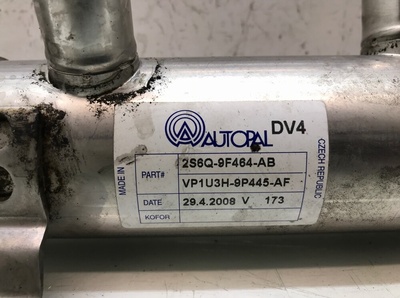 AUTOPAL DV4
MADE IN
CZECH REPUBLIC
2S6Q-9F464-AB
PART#
VP1U3H-9P445-AF
DATE 29.4.2008 V 173
KOFOR